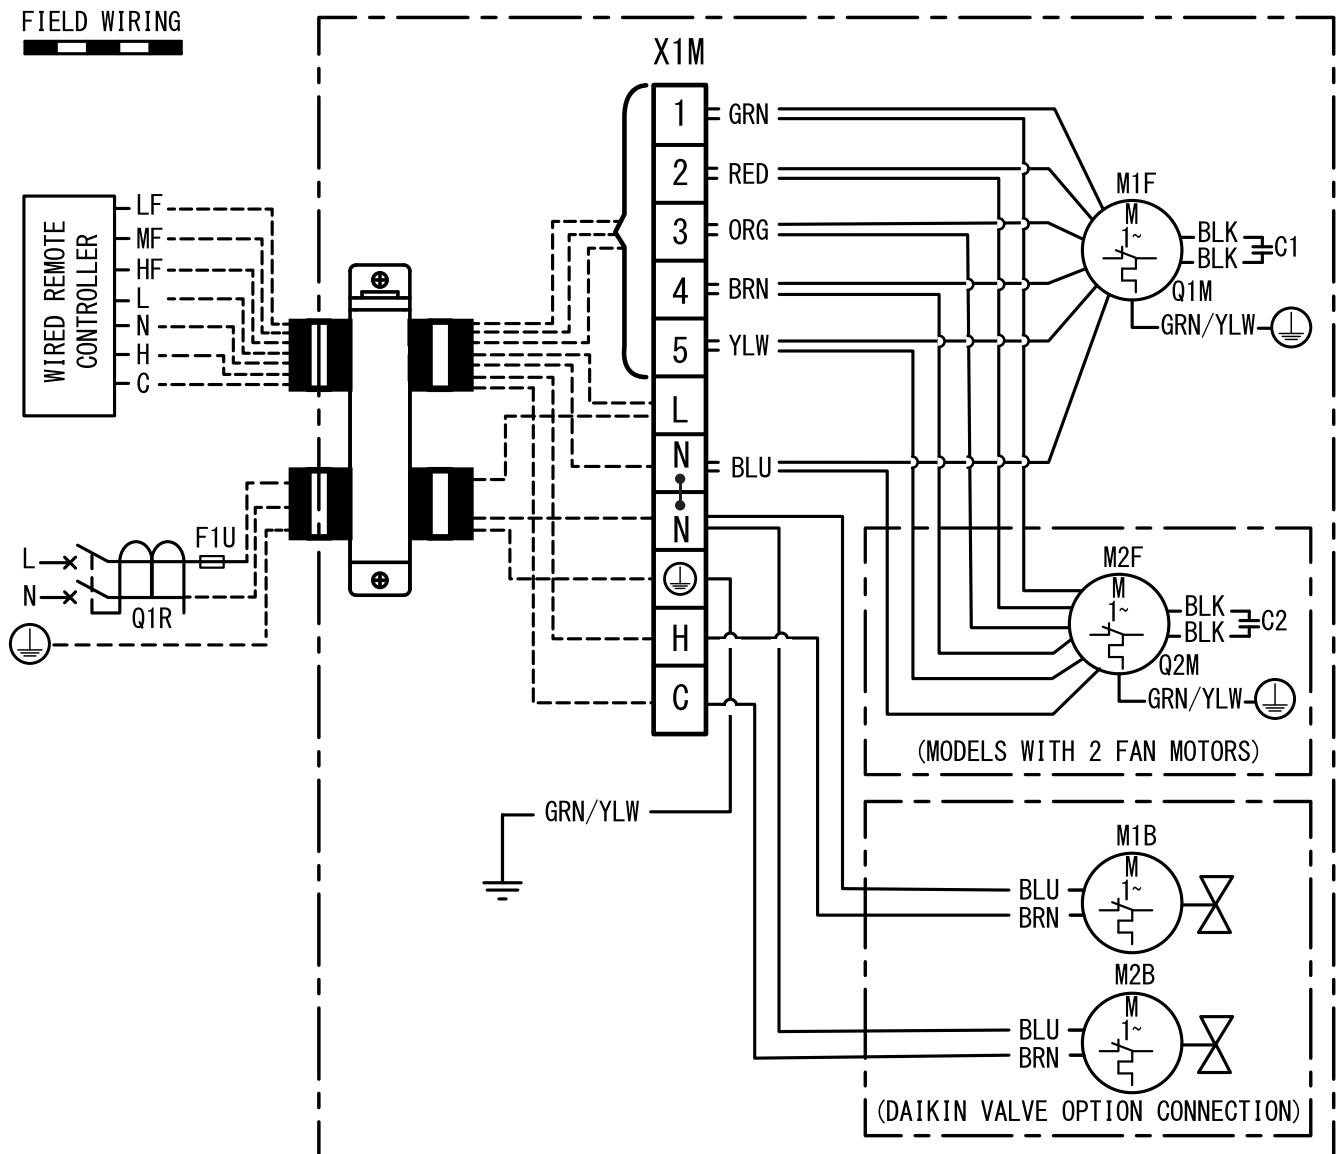 FIELD WIRING
X1M
WIRED REMOTE
CONTROLLER
LF
MF
HF
L
N
H
C
1
2
3
4
5
L
N
N
H
C
GRN
RED
ORG
BRN
YLW
BLU
M1F
M
1~
BLK
BLK
C1
Q1M
GRN/YLW
L
N
F1U
Q1R
M2F
M
1~
BLK
BLK
C2
Q2M
GRN/YLW
(MODELS WITH 2 FAN MOTORS)
GRN/YLW
M1B
M
1~
BLU
BRN
M2B
M
1~
BLU
BRN
(DAIKIN VALVE OPTION CONNECTION)